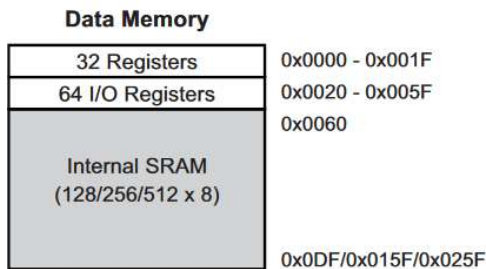 Data Memory
32 Registers 0x0000 - 0x001F
64 I/O Registers 0x0020 - 0x005F
0x0060
Internal SRAM
(128/256/512 x 8)
0x0DF/0x015F/0x025F